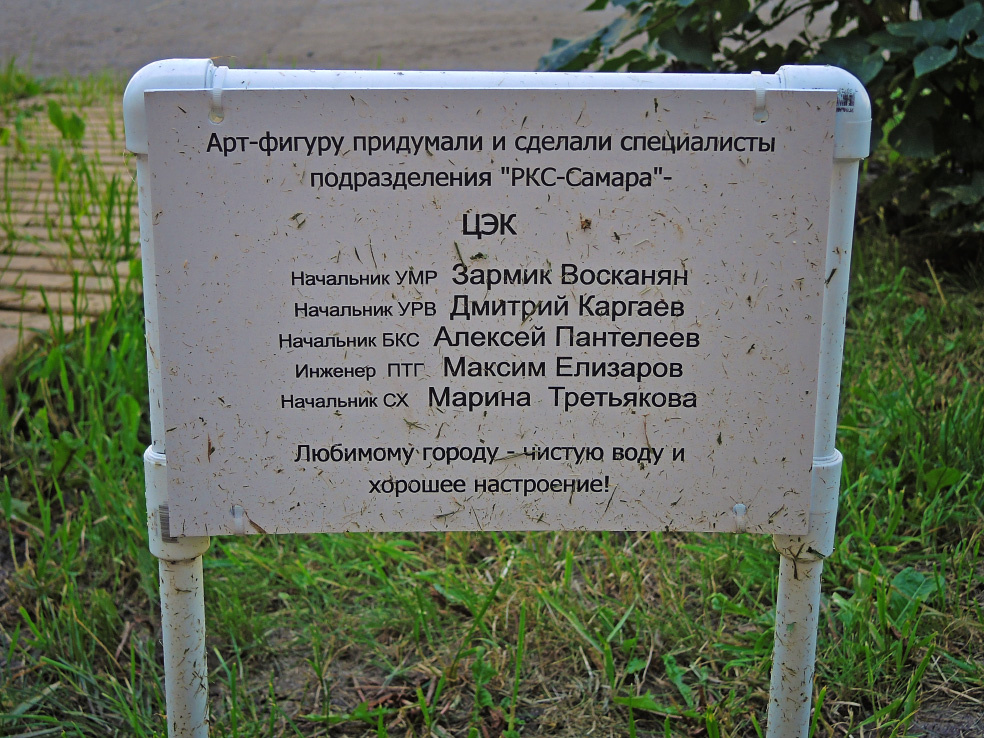 Арт-фигуру придумали и сделали специалисты
подразделения "РКС-Самара"-
ЦЭК
Начальник УМР Зармик Восканян
Начальник УРВ Дмитрий Каргаев
Начальник БКС Алексей Пантелеев
Инженер ПТГ Максим Елизаров
Начальник СХ Марина Третьякова
Любимому городу - чистую воду и
хорошее настроение!